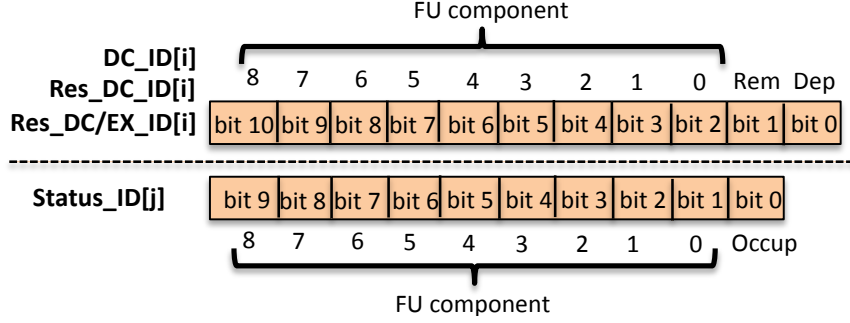 FU component
DC_ID[i]
Res_DC_ID[i] 8 7 6 5 4 3 2 1 0 Rem Dep
Res_DC/EX_ID[i] bit 10 bit 9 bit 8 bit 7 bit 6 bit 5 bit 4 bit 3 bit 2 bit 1 bit 0
Status_ID[j] bit 9 bit 8 bit 7 bit 6 bit 5 bit 4 bit 3 bit 2 bit 1 bit 0
8 7 6 5 4 3 2 1 0 Occup
FU component